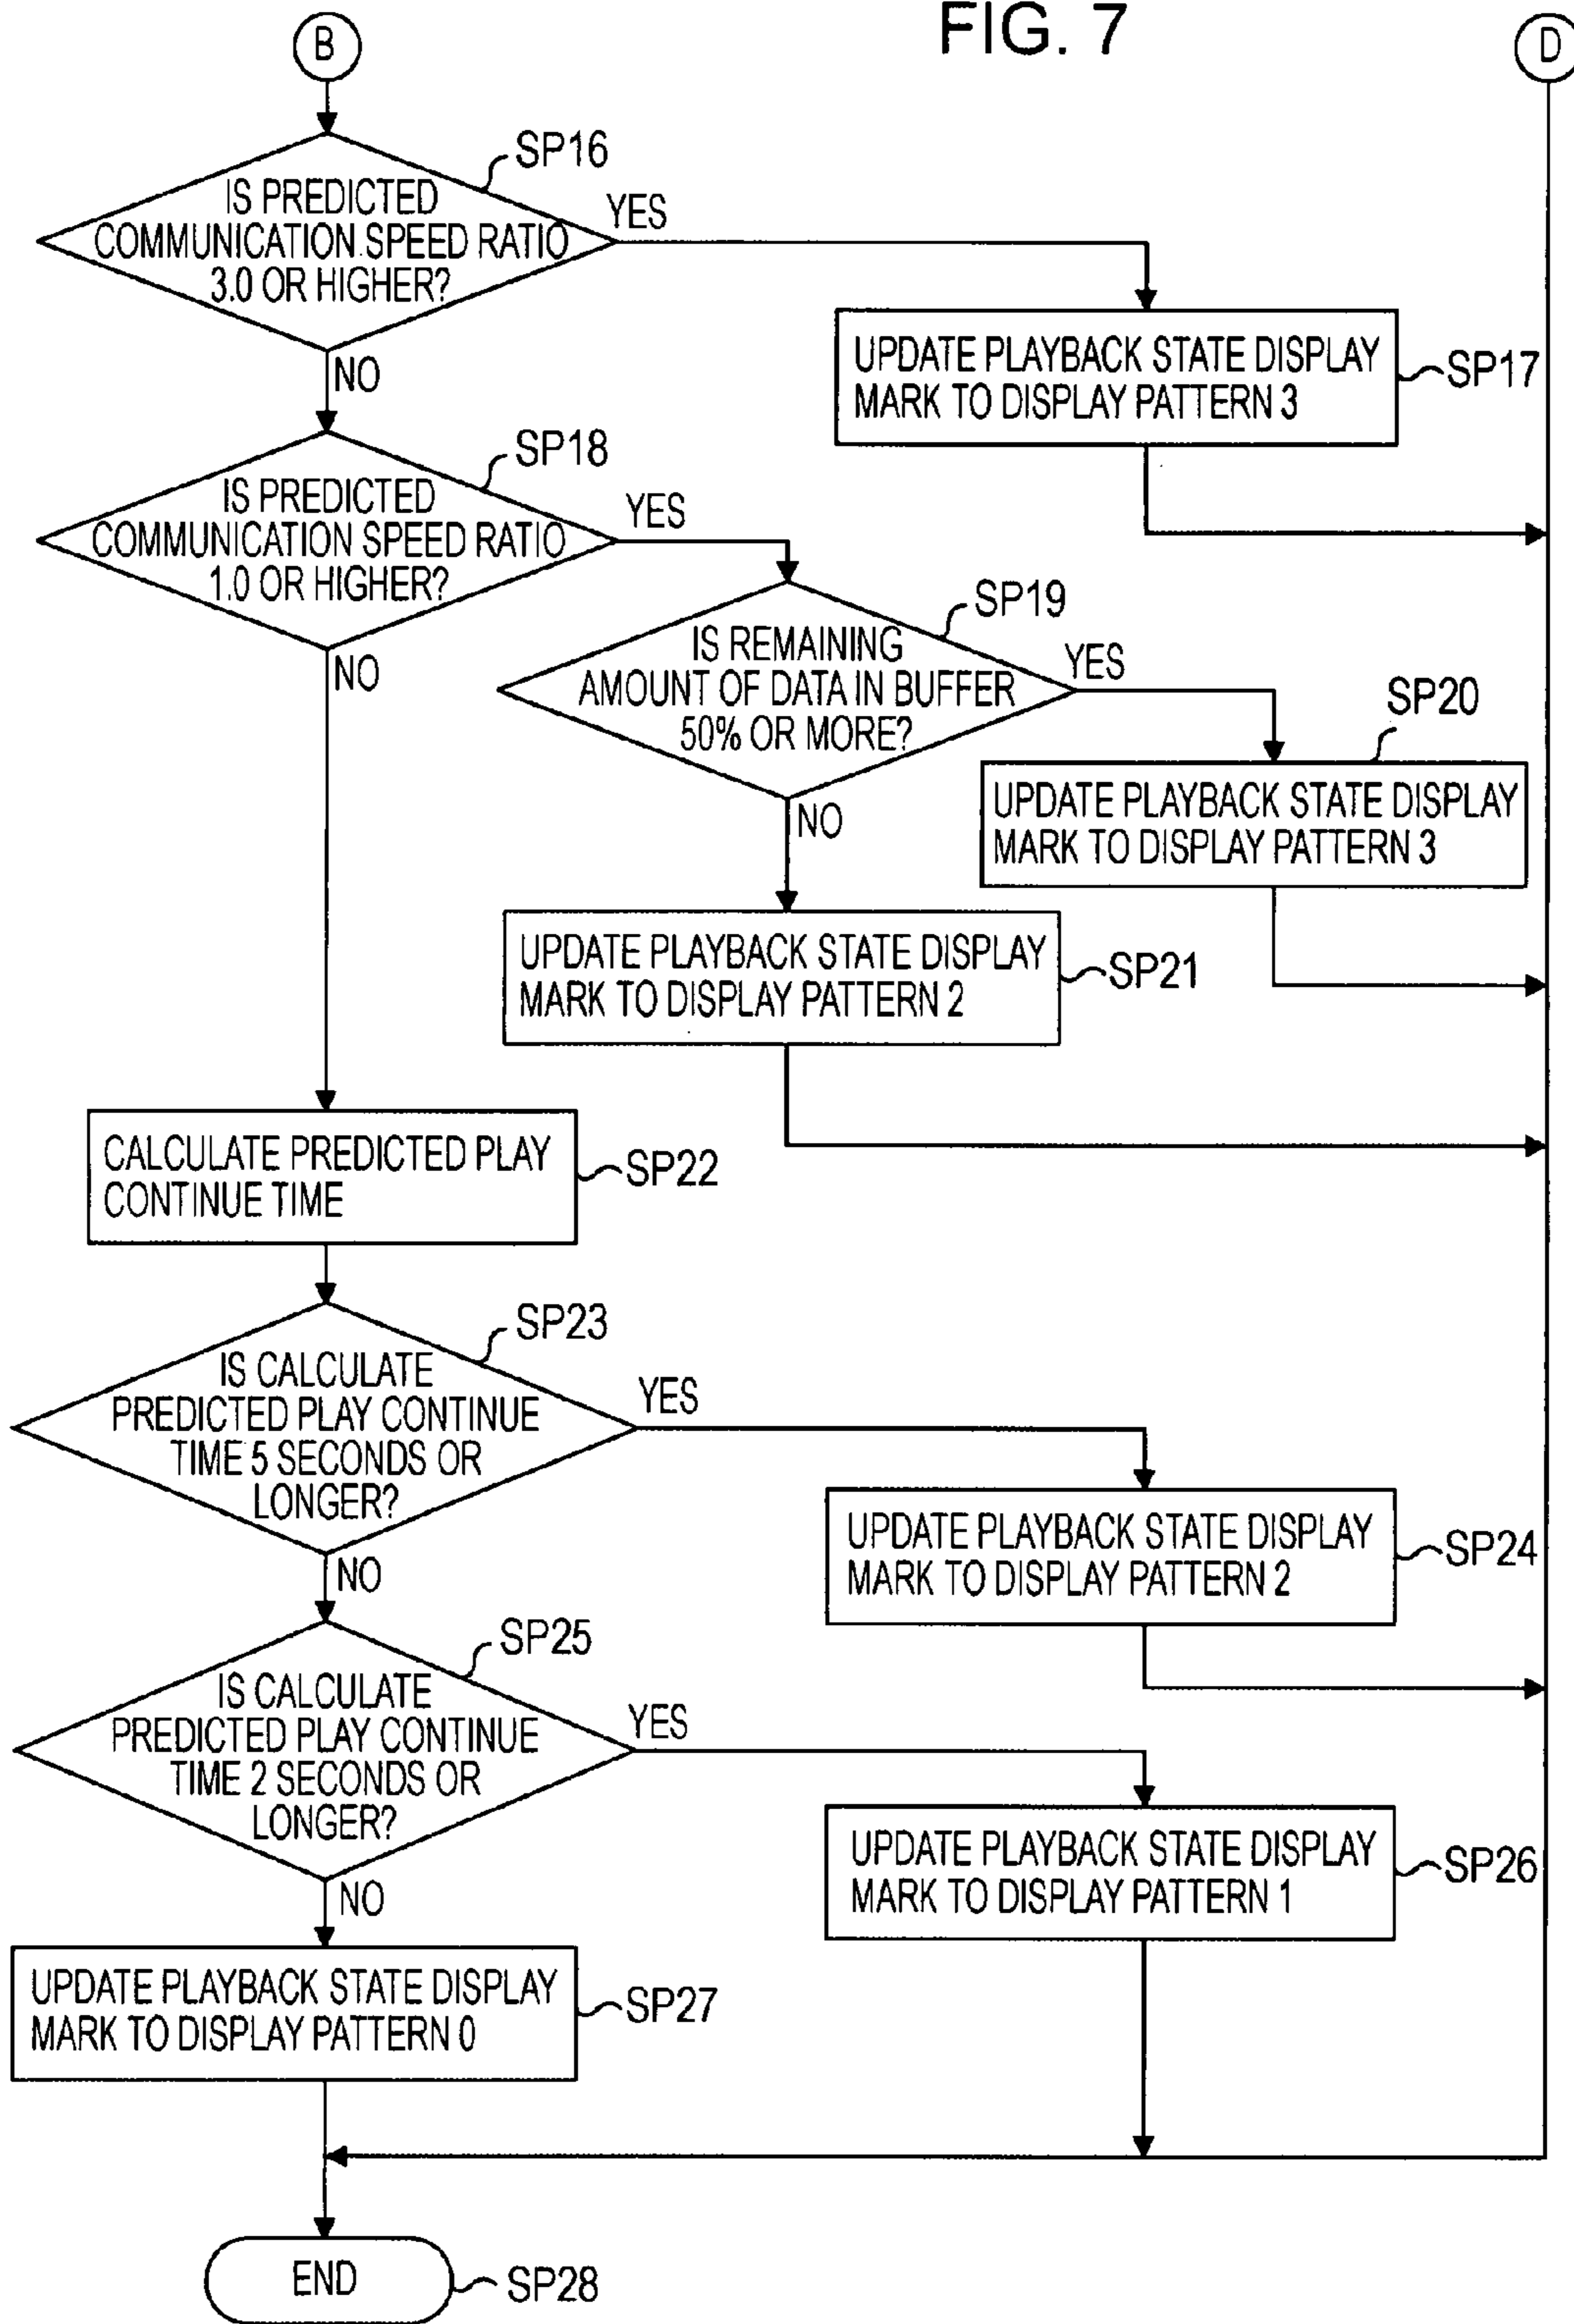 FIG. 7
B
D
SP16
IS PREDICTED
COMMUNICATION SPEED RATIO
3.0 OR HIGHER?
YES
NO
UPDATE PLAYBACK STATE DISPLAY
MARK TO DISPLAY PATTERN 3
SP17
SP18
IS PREDICTED
COMMUNICATION SPEED RATIO
1.0 OR HIGHER?
YES
NO
SP19
IS REMAINING
AMOUNT OF DATA IN BUFFER
50% OR MORE?
YES
NO
SP20
UPDATE PLAYBACK STATE DISPLAY
MARK TO DISPLAY PATTERN 3
UPDATE PLAYBACK STATE DISPLAY
MARK TO DISPLAY PATTERN 2
SP21
CALCULATE PREDICTED PLAY
CONTINUE TIME
SP22
SP23
IS CALCULATE
PREDICTED PLAY CONTINUE
TIME 5 SECONDS OR
LONGER?
YES
NO
UPDATE PLAYBACK STATE DISPLAY
MARK TO DISPLAY PATTERN 2
SP24
SP25
IS CALCULATE
PREDICTED PLAY CONTINUE
TIME 2 SECONDS OR
LONGER?
YES
NO
UPDATE PLAYBACK STATE DISPLAY
MARK TO DISPLAY PATTERN 1
SP26
UPDATE PLAYBACK STATE DISPLAY
MARK TO DISPLAY PATTERN 0
SP27
END
SP28